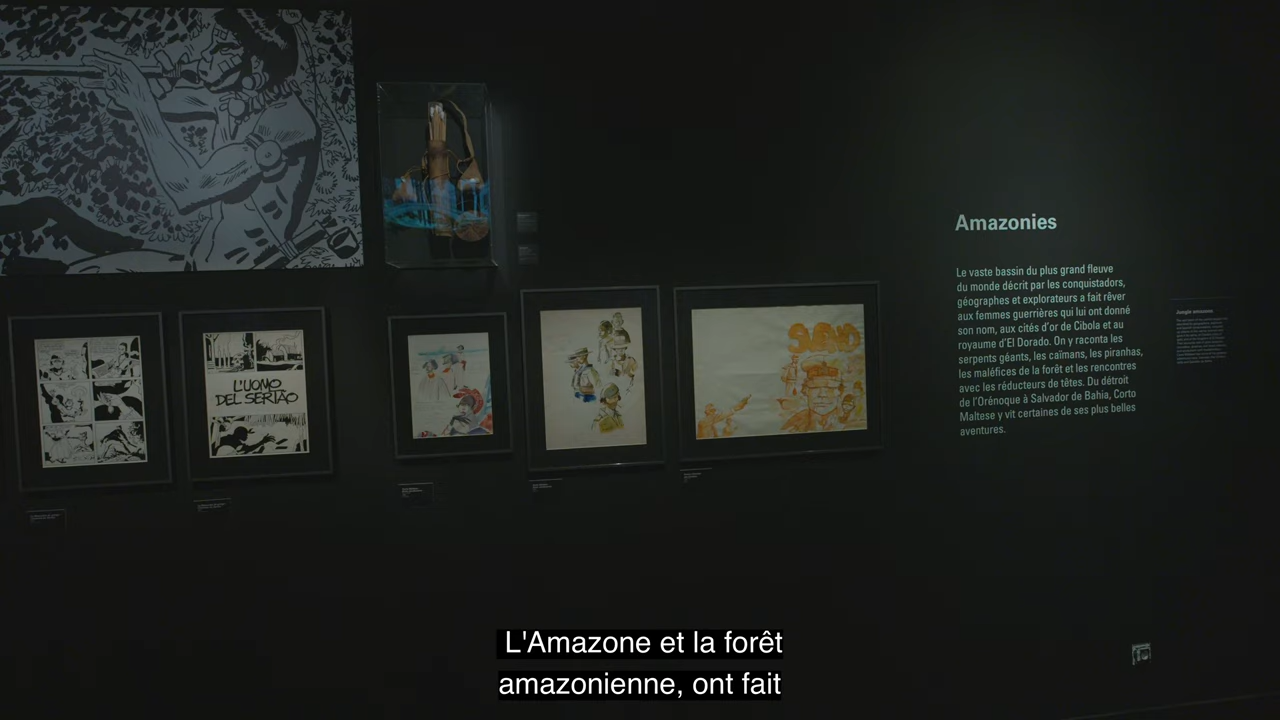 Amazonies
Le vaste bassin du plus grand fleuve
du monde décrit par les conquistadors,
géographes et explorateurs a fait rêver
aux femmes guerrières qui lui ont donné
son nom, aux cités d'or de Cibola et au
royaume d'El Dorado. On y raconta les
serpents géants, les caïmans, les piranhas,
les maléfices de la forêt et les rencontres
avec les réducteurs de têtes. Du détroit
de l'Orénoque à Salvador de Bahia, Corto
Maltese y vit certaines de ses plus belles
aventures.
Jungle amazons
L'UOMO
DEL SERTAO
L'Amazone et la forêt
amazonienne, ont fait